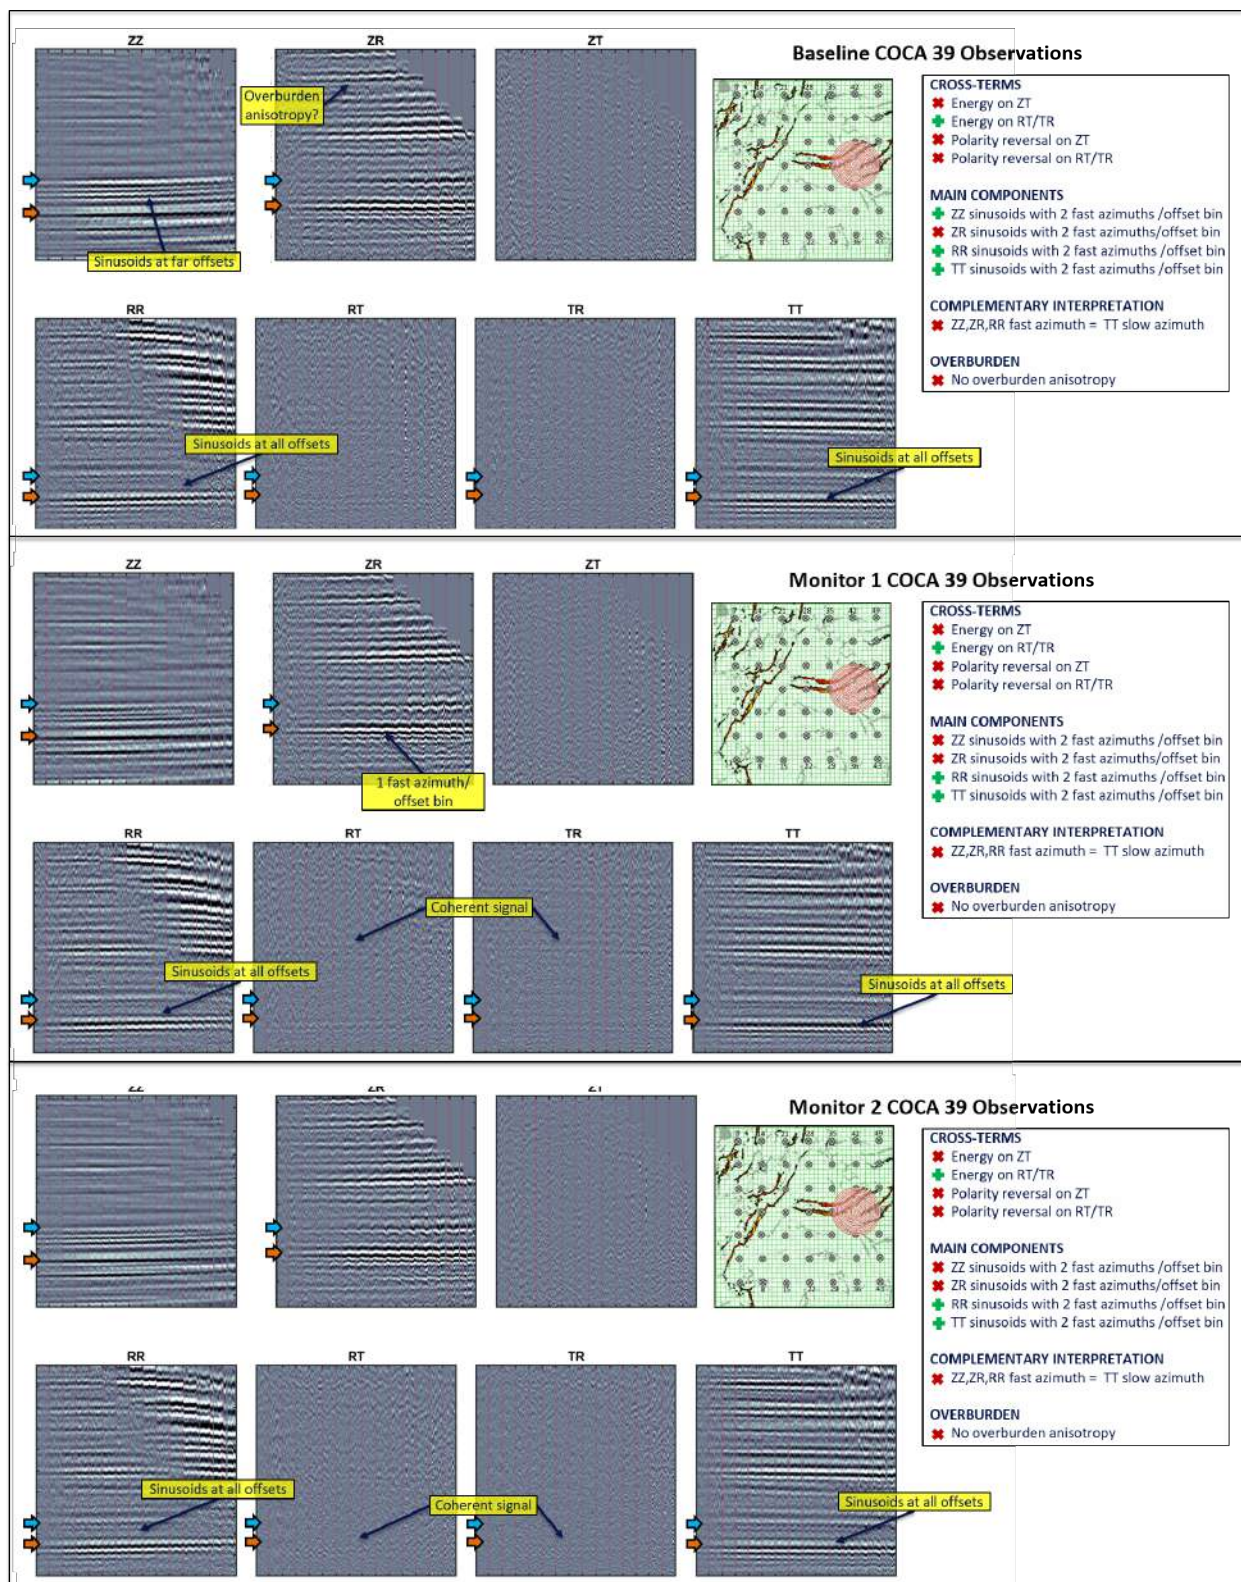 ZZ
ZR
ZT
Baseline COCA 39 Observations
Overburden
anisotropy?
Sinusoids at far offsets
CROSS-TERMS
Energy on ZT
Energy on RT/TR
Polarity reversal on ZT
Polarity reversal on RT/TR
MAIN COMPONENTS
ZZ sinusoids with 2 fast azimuths /offset bin
ZR sinusoids with 2 fast azimuths/offset bin
RR sinusoids with 2 fast azimuths /offset bin
TT sinusoids with 2 fast azimuths /offset bin
COMPLEMENTARY INTERPRETATION
ZZ,ZR,RR fast azimuth = TT slow azimuth
OVERBURDEN
No overburden anisotropy
RR
RT
TR
TT
Sinusoids at all offsets
Sinusoids at all offsets
ZZ
ZR
ZT
Monitor 1 COCA 39 Observations
1 fast azimuth/
offset bin
CROSS-TERMS
Energy on ZT
Energy on RT/TR
Polarity reversal on ZT
Polarity reversal on RT/TR
MAIN COMPONENTS
ZZ sinusoids with 2 fast azimuths /offset bin
ZR sinusoids with 2 fast azimuths/offset bin
RR sinusoids with 2 fast azimuths /offset bin
TT sinusoids with 2 fast azimuths /offset bin
COMPLEMENTARY INTERPRETATION
ZZ,ZR,RR fast azimuth = TT slow azimuth
OVERBURDEN
No overburden anisotropy
RR
RT
TR
TT
Coherent signal
Sinusoids at all offsets
Sinusoids at all offsets
ZZ
ZR
ZT
Monitor 2 COCA 39 Observations
CROSS-TERMS
Energy on ZT
Energy on RT/TR
Polarity reversal on ZT
Polarity reversal on RT/TR
MAIN COMPONENTS
ZZ sinusoids with 2 fast azimuths /offset bin
ZR sinusoids with 2 fast azimuths/offset bin
RR sinusoids with 2 fast azimuths /offset bin
TT sinusoids with 2 fast azimuths /offset bin
COMPLEMENTARY INTERPRETATION
ZZ,ZR,RR fast azimuth = TT slow azimuth
OVERBURDEN
No overburden anisotropy
RR
RT
TR
TT
Sinusoids at all offsets
Coherent signal
Sinusoids at all offsets